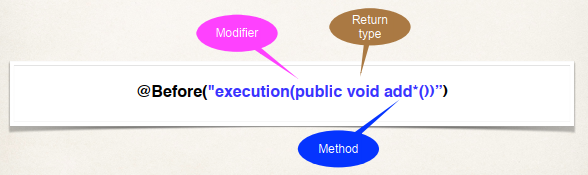 Modifier
Return
type
@Before("execution(public void add*())”)
Method